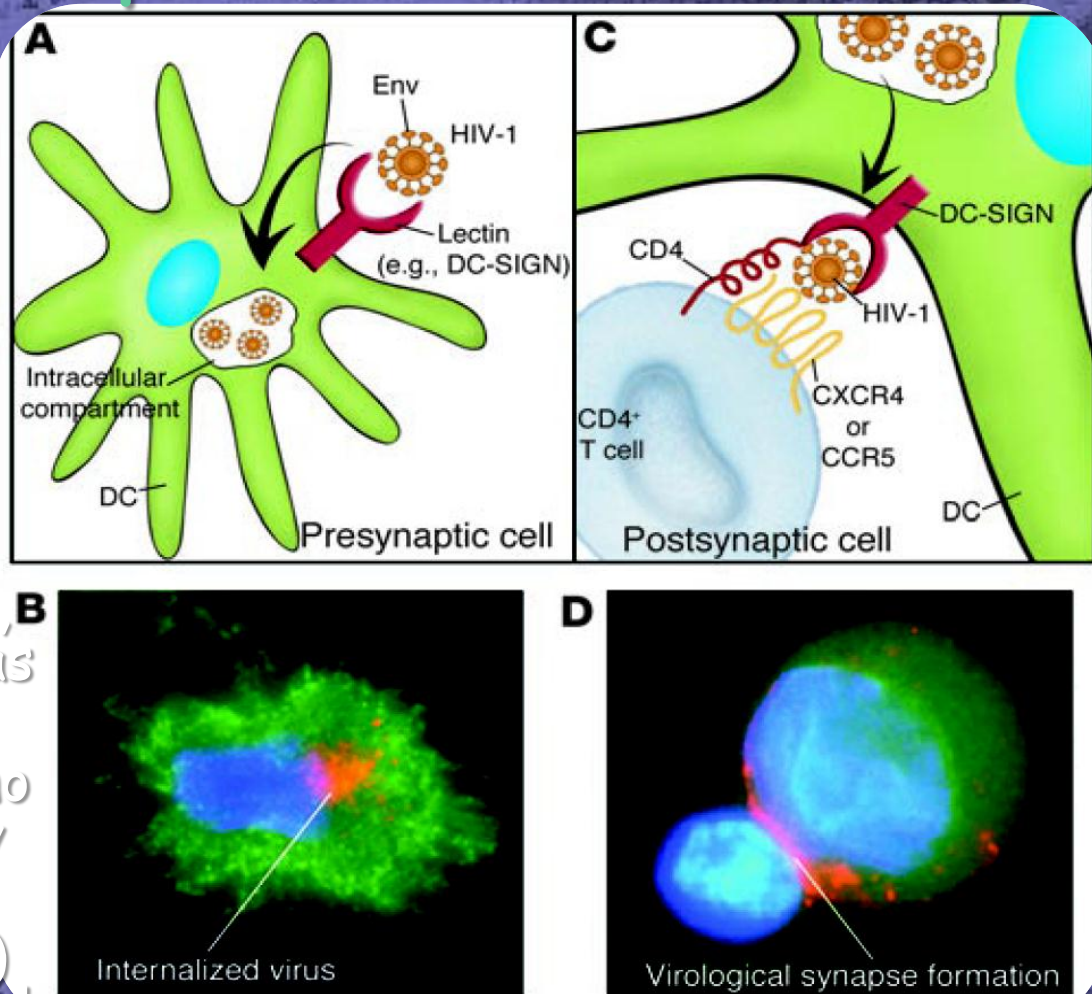 A
Env
HIV-1
Lectin
(e.g., DC-SIGN)
Intracellular
compartment
DC
Presynaptic cell
C
DC-SIGN
CD4
HIV-1
CXCR4
or
CCR5
CD4+
T cell
DC
Postsynaptic cell
B
Internalized virus
D
Virological synapse formation